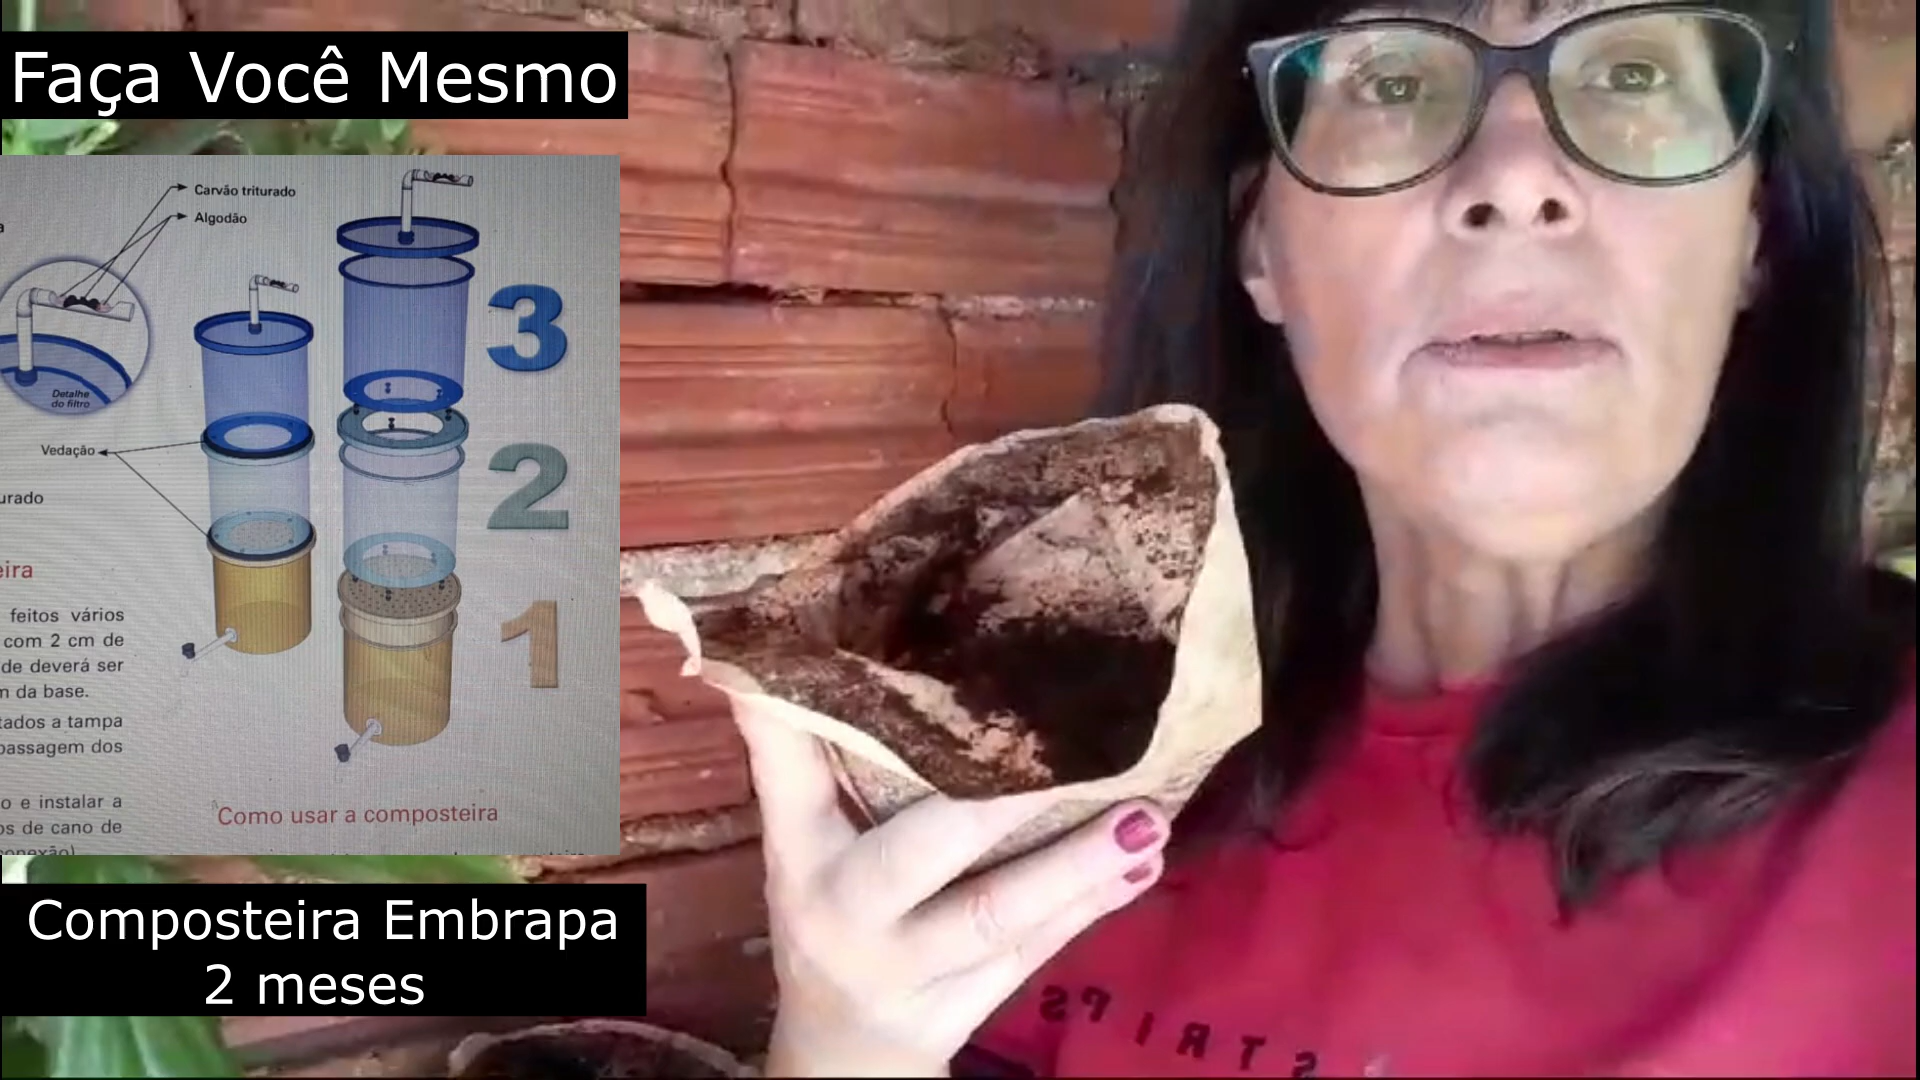 Faça Você Mesmo
Carvão triturado
Algodão
a
3
Detalhe
do filtro
Vedação
2
urado
eira
feitos vários
com 2 cm de
de deverá ser
m da base.
1
tados a tampa
passagem dos
o e instalar a
os de cano de
conexão)
Como usar a composteira
Composteira Embrapa
2 meses
STRIPS